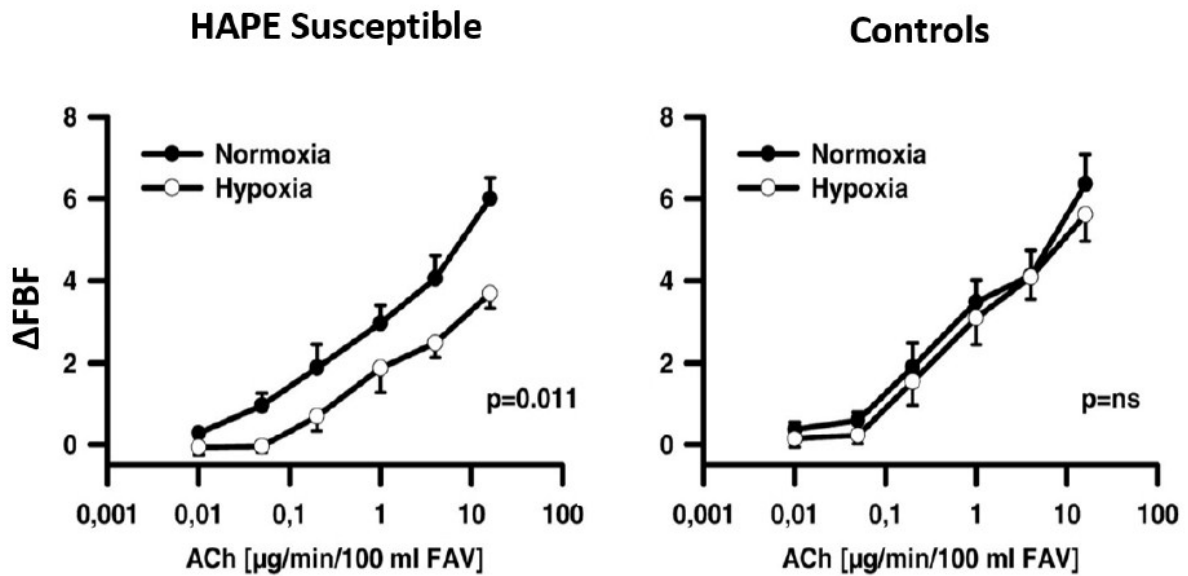 HAPE Susceptible
8
6
4
2
0
ΔFBF
Normoxia
Hypoxia
p=0.011
0,001 0,01 0,1 1 10 100
ACh [µg/min/100 ml FAV]
Controls
8
6
4
2
0
Normoxia
Hypoxia
p=ns
0,001 0,01 0,1 1 10 100
ACh [µg/min/100 ml FAV]